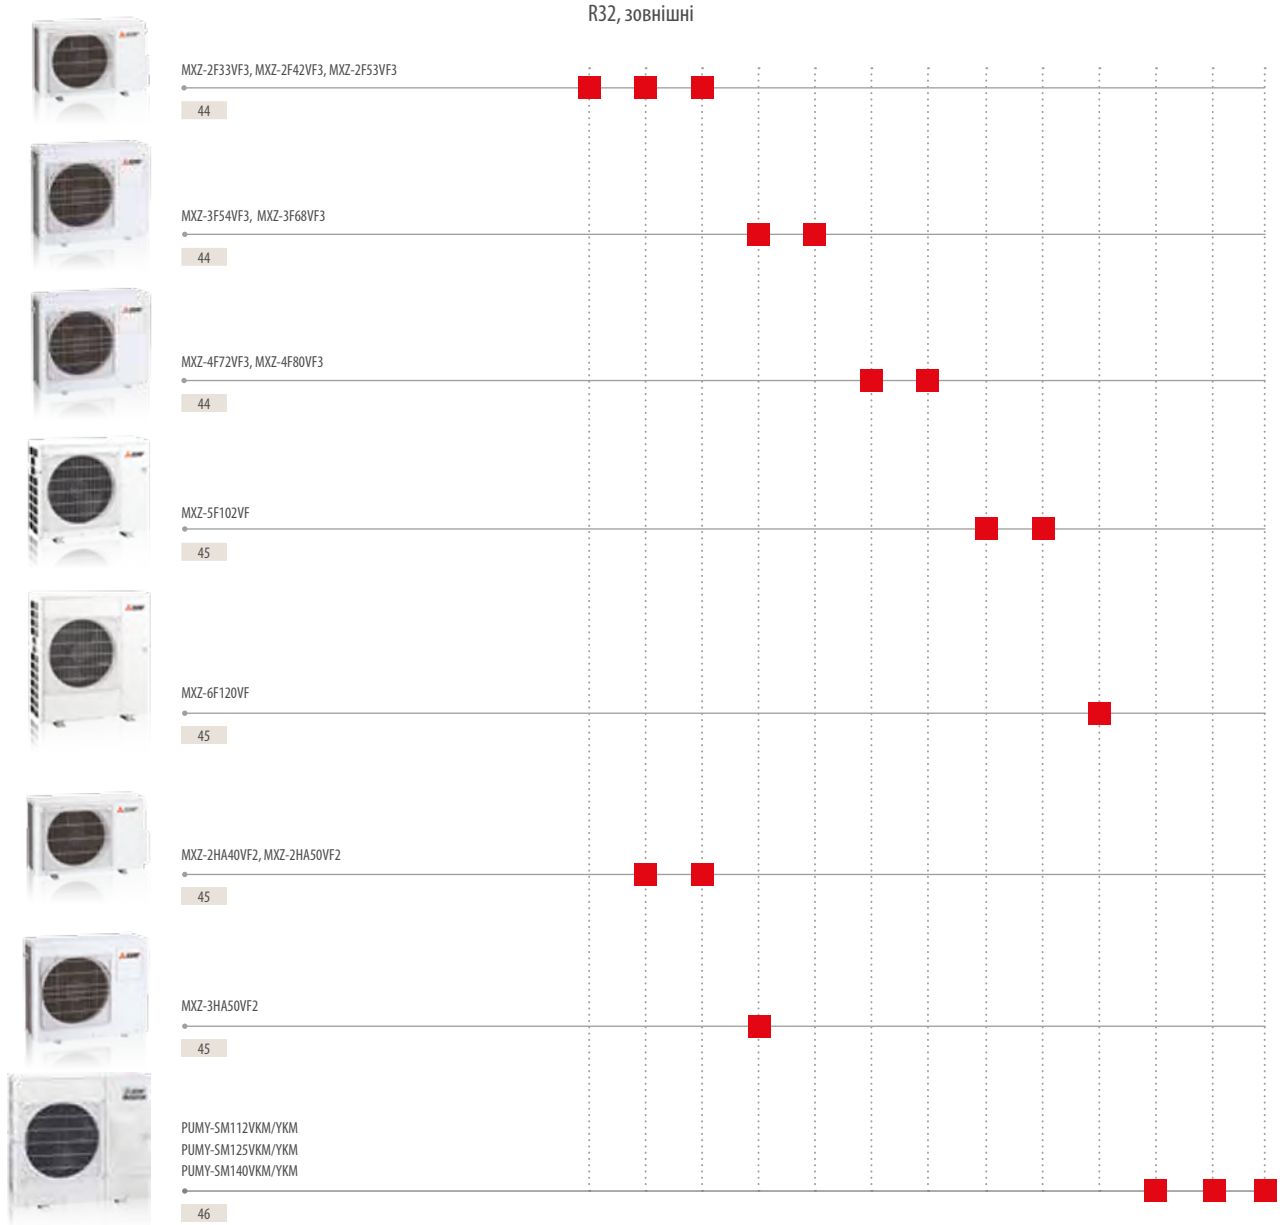 R32, зовнішні
MXZ-2F33VF3, MXZ-2F42VF3, MXZ-2F53VF3
44
MXZ-3F54VF3, MXZ-3F68VF3
44
MXZ-4F72VF3, MXZ-4F80VF3
44
MXZ-5F102VF
45
MXZ-6F120VF
45
MXZ-2HA40VF2, MXZ-2HA50VF2
45
MXZ-3HA50VF2
45
PUMY-SM112VKM/YKM
PUMY-SM125VKM/YKM
PUMY-SM140VKM/YKM
46